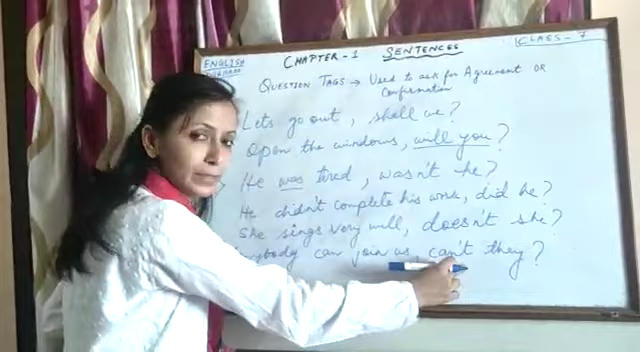 ENGLISH
CHAPTER-1 SENTENCES
CLASS-7
QUESTION TAGS → Used to ask for Agreement OR
Confirmation
Lets go out, shall we?
Open the windows, will you?
He was tired, wasn't he?
He didn't complete his work, did he?
She sings very well, doesn't she?
can join us, can't they?